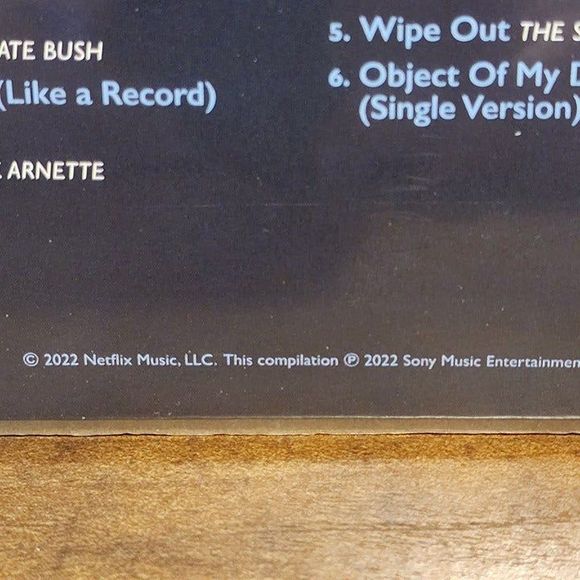 ATE BUSH
(Like a Record)
ARNETTE
5. Wipe Out THE S
6. Object Of My D
(Single Version)
© 2022 Netflix Music, LLC. This compilation ℗ 2022 Sony Music Entertainmen